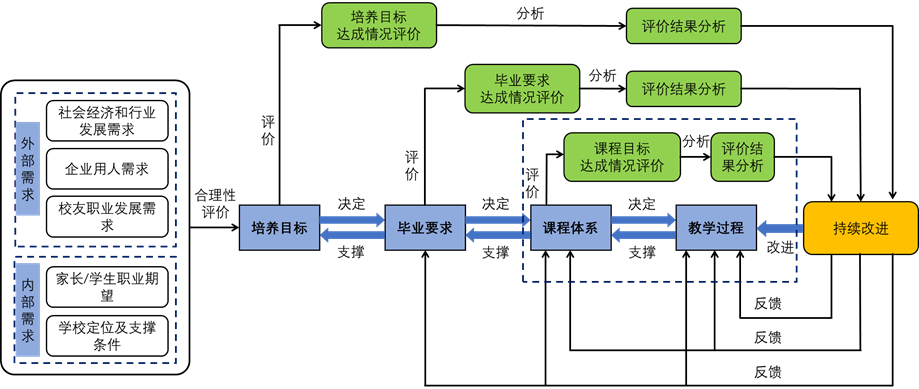 培养目标
达成情况评价
分析
评价结果分析
毕业要求
达成情况评价
分析
评价结果分析
评价
评价
外部需求
社会经济和行业
发展需求
企业用人需求
校友职业发展需
求
课程目标
达成情况评价
分析
评价结
果分析
评价
合理性
评价
培养目标
决定
支撑
毕业要求
决定
支撑
课程体系
决定
支撑
教学过程
改进
持续改进
内部需求
家长/学生职业期
望
学校定位及支撑
条件
反馈
反馈
反馈